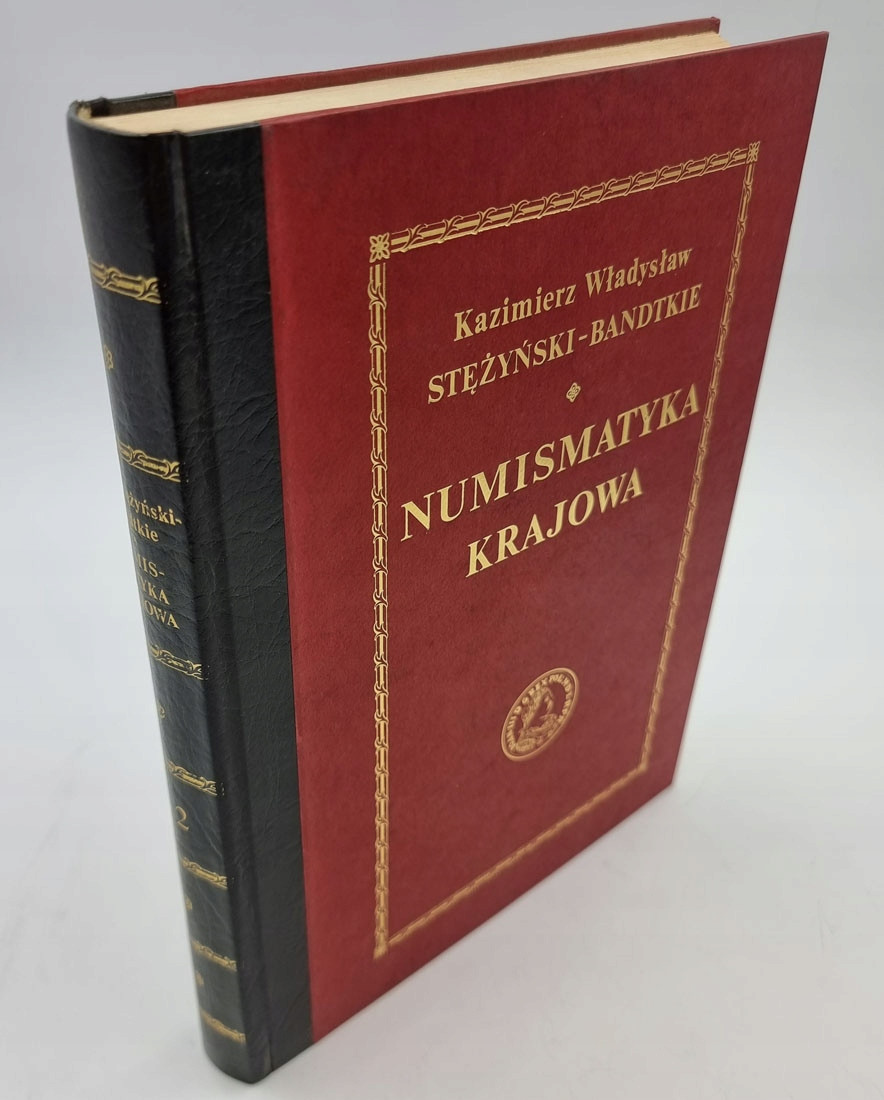 Kazimierz Władysław
STĘŻYŃSKI-BANDTKIE
NUMISMATYKA
KRAJOWA
2